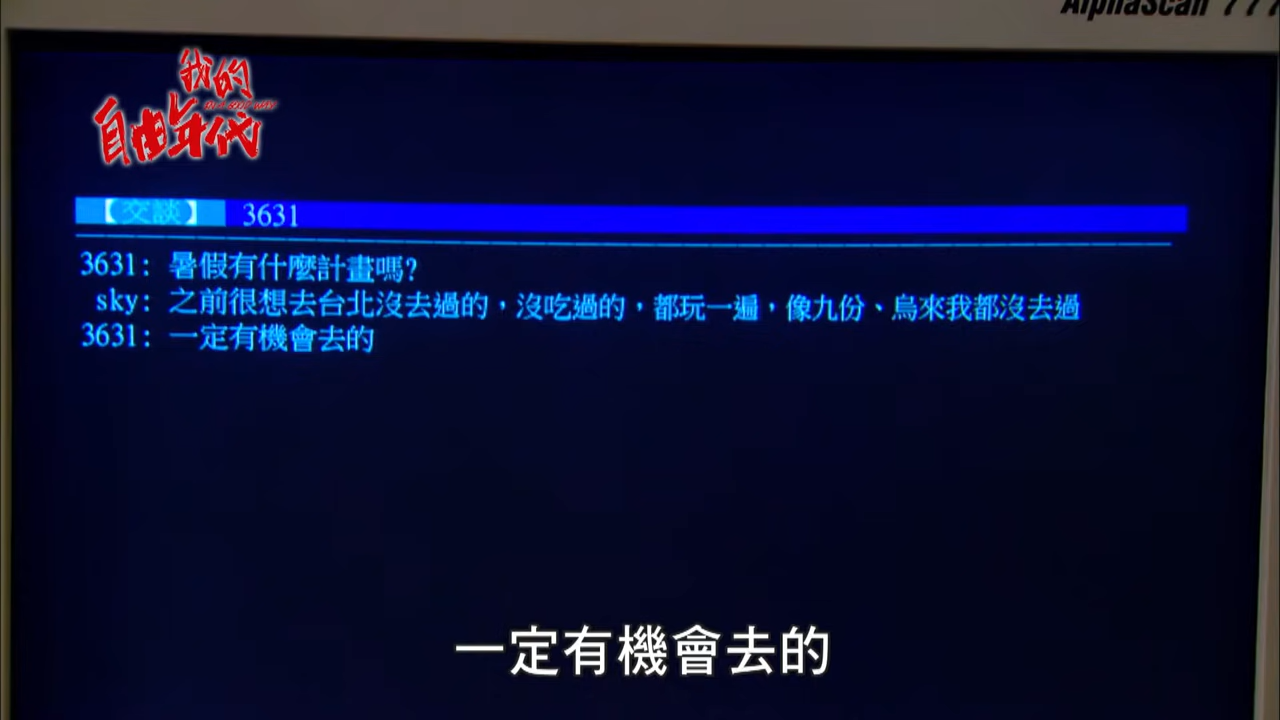 AlphaScan 777
我的
自由年代
【交談】 3631
3631: 暑假有什麼計畫嗎?
sky: 之前很想去台北沒去過的，沒吃過的，都玩一遍，像九份、烏來我都沒去過
3631: 一定有機會去的
一定有機會去的